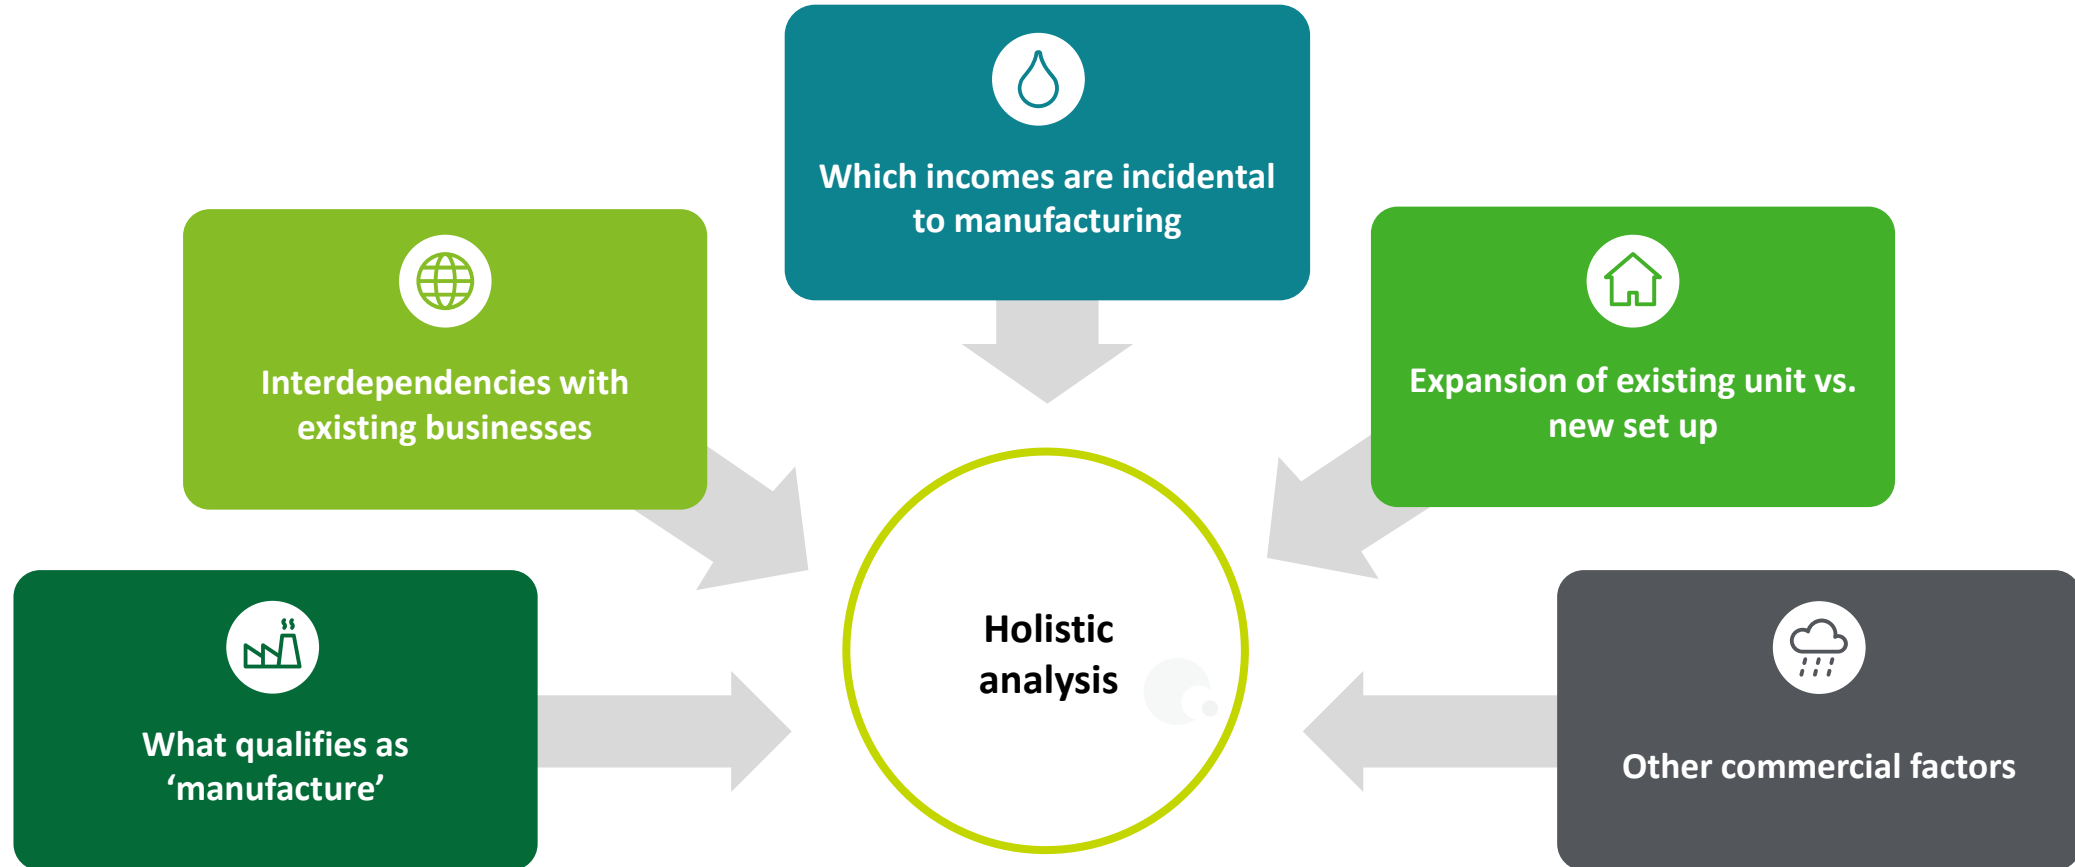 Which incomes are incidental
to manufacturing
Interdependencies with
existing businesses
Expansion of existing unit vs.
new set up
What qualifies as
‘manufacture’
Holistic
analysis
Other commercial factors